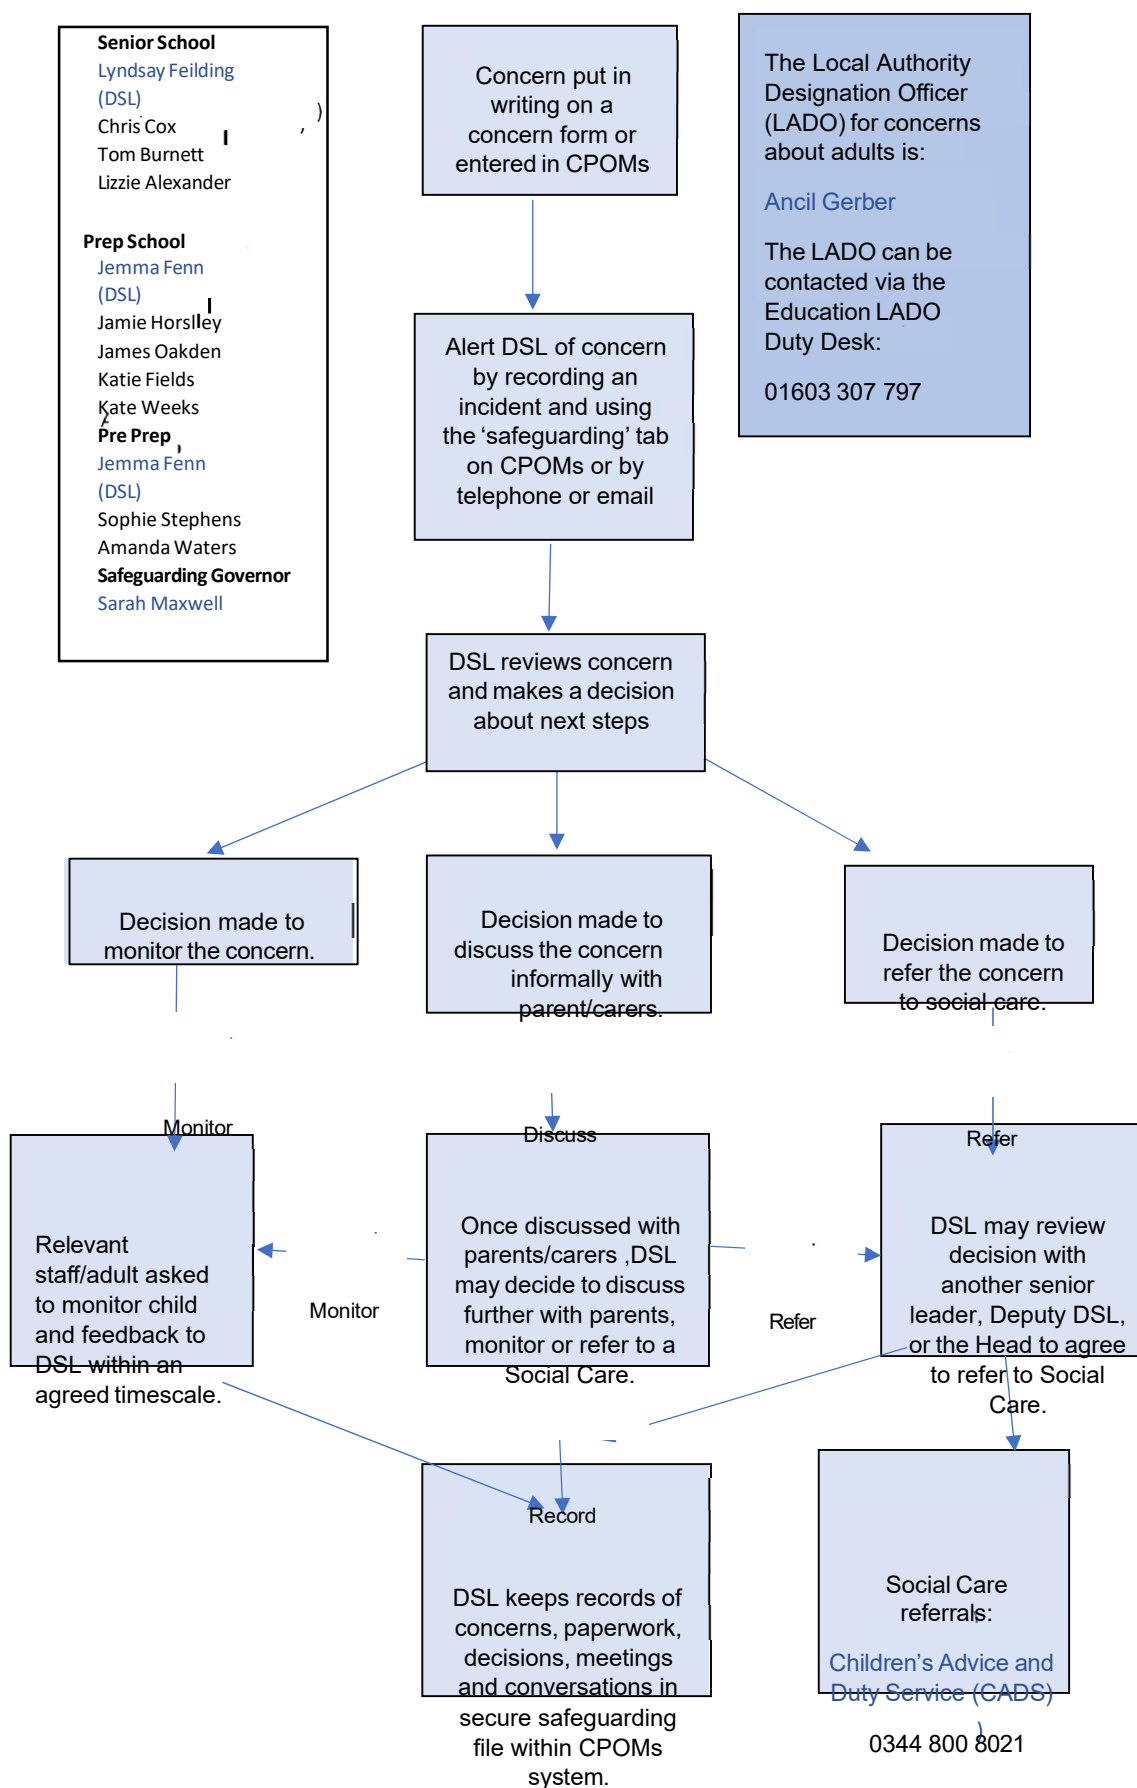 Senior School
Lyndsay Feilding
(DSL)
Chris Cox
Tom Burnett
Lizzie Alexander
Prep School
Jemma Fenn
(DSL)
Jamie Horslley
James Oakden
Katie Fields
Kate Weeks
Pre Prep
Jemma Fenn
(DSL)
Sophie Stephens
Amanda Waters
Safeguarding Governor
Sarah Maxwell
Concern put in
writing on a
concern form or
entered in CPOMs
The Local Authority
Designation Officer
(LADO) for concerns
about adults is:
Ancil Gerber
The LADO can be
contacted via the
Education LADO
Duty Desk:
01603 307 797
Alert DSL of concern
by recording an
incident and using
the ‘safeguarding’ tab
on CPOMs or by
telephone or email
DSL reviews concern
and makes a decision
about next steps
Decision made to
monitor the concern.
Decision made to
discuss the concern
informally with
parent/carers.
Decision made to
refer the concern
to social care.
Monitor
Discuss
Refer
Relevant
staff/adult asked
to monitor child
and feedback to
DSL within an
agreed timescale.
Monitor
Once discussed with
parents/carers ,DSL
may decide to discuss
further with parents,
monitor or refer to a
Social Care.
Refer
DSL may review
decision with
another senior
leader, Deputy DSL,
or the Head to agree
to refer to Social
Care.
Record
DSL keeps records of
concerns, paperwork,
decisions, meetings
and conversations in
secure safeguarding
file within CPOMs
system.
Social Care
referrals:
Children’s Advice and
Duty Service (CADS)
)
0344 800 8021